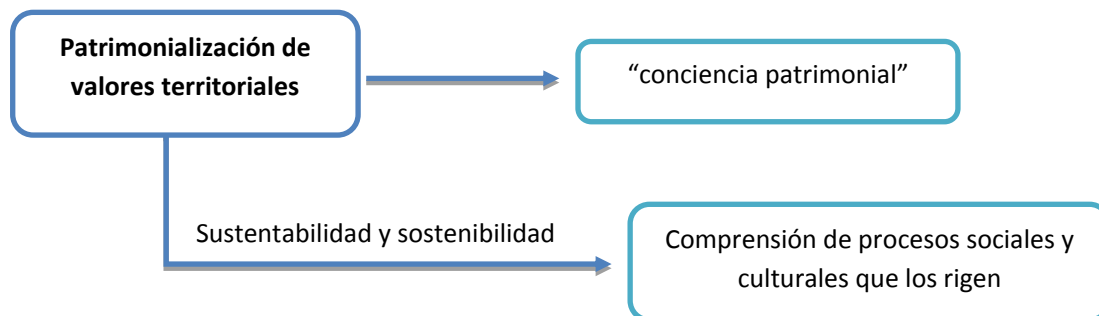 Patrimonialización de
valores territoriales
“conciencia patrimonial”
Sustentabilidad y sostenibilidad
Comprensión de procesos sociales y
culturales que los rigen